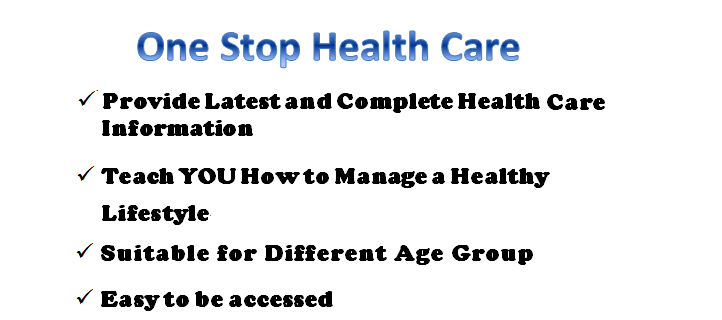 One Stop Health Care
✓ Provide Latest and Complete Health Care
Information
✓ Teach YOU How to Manage a Healthy
Lifestyle
✓ Suitable for Different Age Group
✓ Easy to be accessed